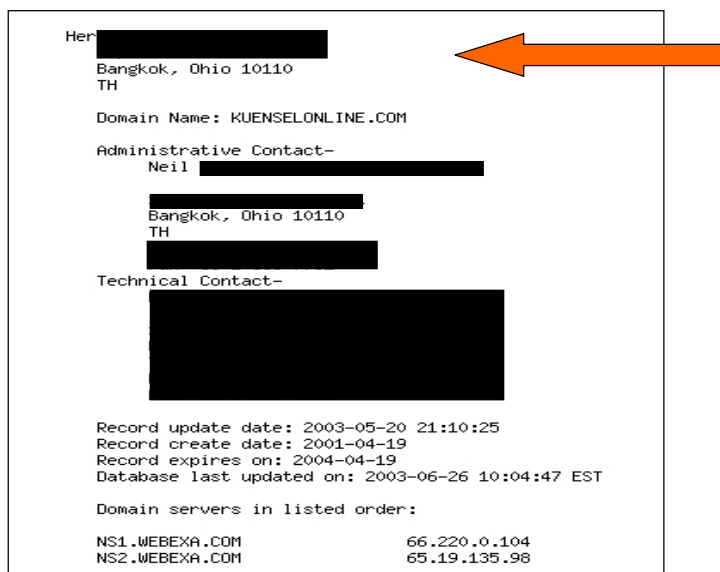 Her
Bangkok, Ohio 10110
TH
Domain Name: KUENSELONLINE.COM
Administrative Contact-
Neil
Bangkok, Ohio 10110
TH
Technical Contact-
Record update date: 2003-05-20 21:10:25
Record create date: 2001-04-19
Record expires on: 2004-04-19
Database last updated on: 2003-06-26 10:04:47 EST
Domain servers in listed order:
NS1.WEBEXA.COM 66.220.0.104
NS2.WEBEXA.COM 65.19.135.98